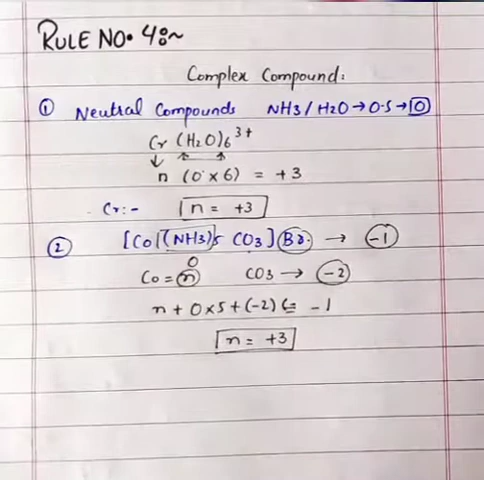 RULE NO. 4:~
Complex Compound:
① Neutral Compounds NH3/H2O → O.S → 0
Cr (H2O)6 3+
n (0 × 6) = +3
Cr:- n = +3
② [Co(NH3)5 CO3] Br. → -1
Co = n 0 CO3 → -2
n + 0×5 + (-2) = -1
n = +3